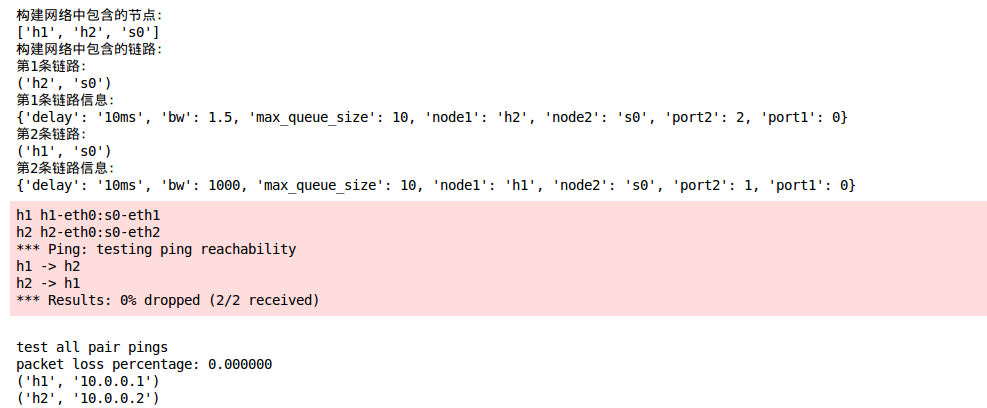 构建网络中包含的节点:
['h1', 'h2', 's0']
构建网络中包含的链路:
第1条链路:
('h2', 's0')
第1条链路信息:
{'delay': '10ms', 'bw': 1.5, 'max_queue_size': 10, 'node1': 'h2', 'node2': 's0', 'port2': 2, 'port1': 0}
第2条链路:
('h1', 's0')
第2条链路信息:
{'delay': '10ms', 'bw': 1000, 'max_queue_size': 10, 'node1': 'h1', 'node2': 's0', 'port2': 1, 'port1': 0}
h1 h1-eth0:s0-eth1
h2 h2-eth0:s0-eth2
*** Ping: testing ping reachability
h1 -> h2
h2 -> h1
*** Results: 0% dropped (2/2 received)
test all pair pings
packet loss percentage: 0.000000
('h1', '10.0.0.1')
('h2', '10.0.0.2')